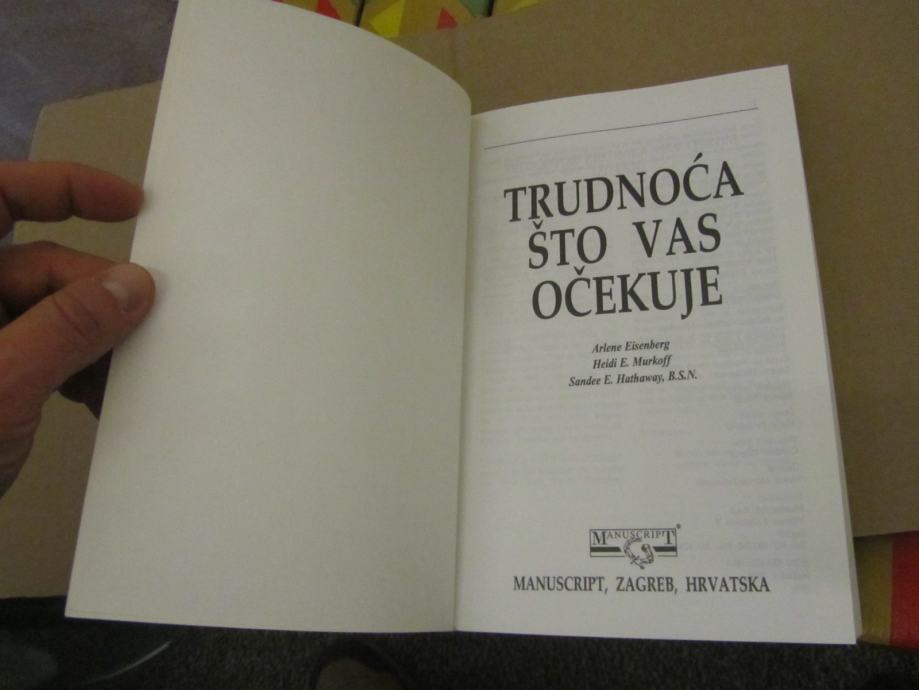 TRUDNOĆA
ŠTO VAS
OČEKUJE
Arlene Eisenberg
Heidi E. Murkoff
Sandee E. Hathaway, B.S.N.
MANUSCRIPT®
MANUSCRIPT, ZAGREB, HRVATSKA